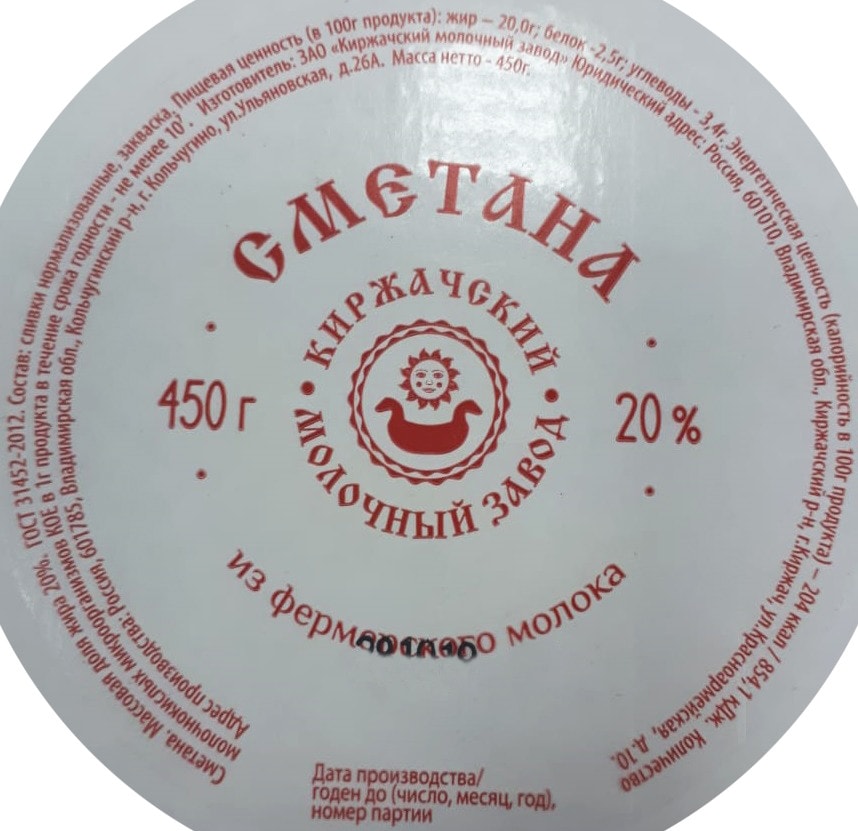 Сметана. Массовая доля жира 20%. ГОСТ 31452-2012. Состав: сливки нормализованные, закваска. Пищевая ценность (в 100г продукта): жир – 20,0г; белок -2,5г; углеводы - 3,4г. Энергетическая ценность (калорийность в 100г продукта) – 204 ккал / 854,1 кДж. Количество
молочнокислых микроорганизмов КОЕ в 1г продукта в течение срока годности - не менее 10⁷. Изготовитель: ЗАО «Киржачский молочный завод» Юридический адрес: Россия, 601010, Владимирская обл., Киржачский р-н, г.Киржач, ул.Красноармейская, д.10.
Адрес производства: Россия, 601785, Владимирская обл., Кольчугинский р-н, г. Кольчугино, ул.Ульяновская, д.26А. Масса нетто - 450г.
СМЕТАНА
КИРЖАЧСКИЙ
450 г
20 %
МОЛОЧНЫЙ ЗАВОД
из фермерского молока
Дата производства/
годен до (число, месяц, год),
номер партии